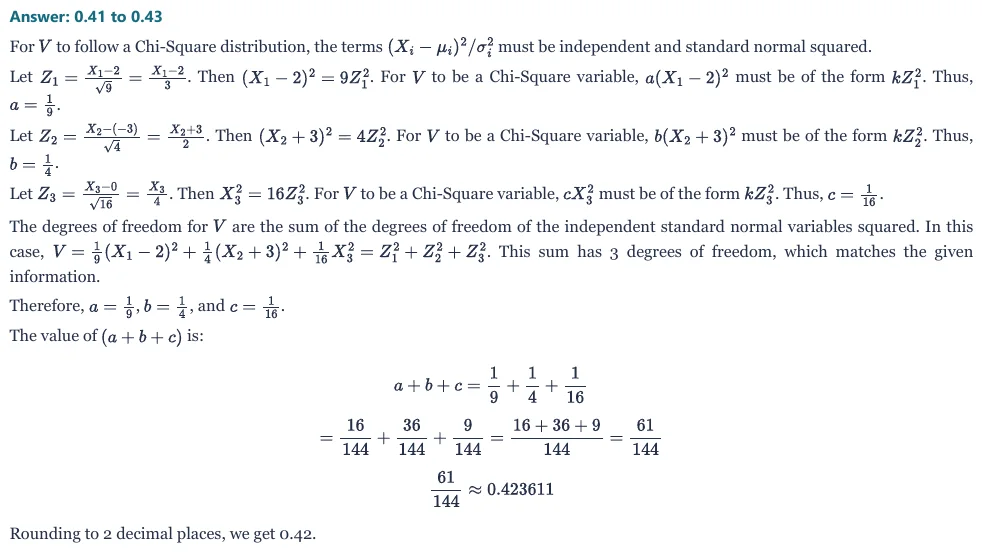 Answer: 0.41 to 0.43
For V to follow a Chi-Square distribution, the terms (X_i − μ_i)²/σ_i² must be independent and standard normal squared.
Let Z₁ = (X₁−2)/√9 = (X₁−2)/3. Then (X₁ − 2)² = 9Z₁². For V to be a Chi-Square variable, a(X₁ − 2)² must be of the form kZ₁². Thus,
a = 1/9.
Let Z₂ = (X₂−(−3))/√4 = (X₂+3)/2. Then (X₂ + 3)² = 4Z₂². For V to be a Chi-Square variable, b(X₂ + 3)² must be of the form kZ₂². Thus,
b = 1/4.
Let Z₃ = (X₃−0)/√16 = X₃/4. Then X₃² = 16Z₃². For V to be a Chi-Square variable, cX₃² must be of the form kZ₃². Thus, c = 1/16.
The degrees of freedom for V are the sum of the degrees of freedom of the independent standard normal variables squared. In this
case, V = 1/9(X₁ − 2)² + 1/4(X₂ + 3)² + 1/16 X₃² = Z₁² + Z₂² + Z₃². This sum has 3 degrees of freedom, which matches the given
information.
Therefore, a = 1/9, b = 1/4, and c = 1/16.
The value of (a + b + c) is:
a + b + c = 1/9 + 1/4 + 1/16
= 16/144 + 36/144 + 9/144 = (16 + 36 + 9)/144 = 61/144
61/144 ≈ 0.423611
Rounding to 2 decimal places, we get 0.42.